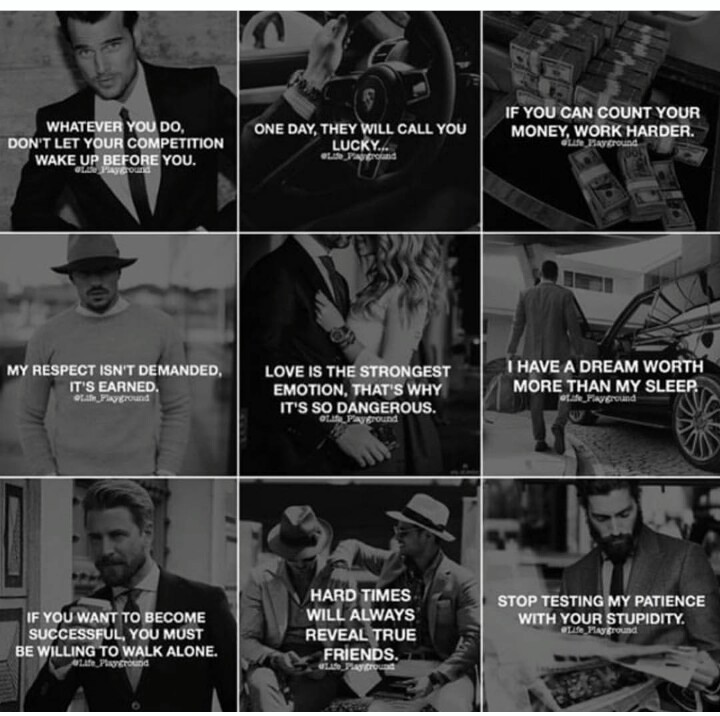 WHATEVER YOU DO,
DON'T LET YOUR COMPETITION
WAKE UP BEFORE YOU.
@Life_Playground
ONE DAY, THEY WILL CALL YOU
LUCKY...
@Life_Playground
IF YOU CAN COUNT YOUR
MONEY, WORK HARDER.
@Life_Playground
MY RESPECT ISN'T DEMANDED,
IT'S EARNED.
@Life_Playground
LOVE IS THE STRONGEST
EMOTION, THAT'S WHY
IT'S SO DANGEROUS.
@Life_Playground
I HAVE A DREAM WORTH
MORE THAN MY SLEEP.
@Life_Playground
IF YOU WANT TO BECOME
SUCCESSFUL, YOU MUST
BE WILLING TO WALK ALONE.
@Life_Playground
HARD TIMES
WILL ALWAYS
REVEAL TRUE
FRIENDS.
@Life_Playground
STOP TESTING MY PATIENCE
WITH YOUR STUPIDITY.
@Life_Playground